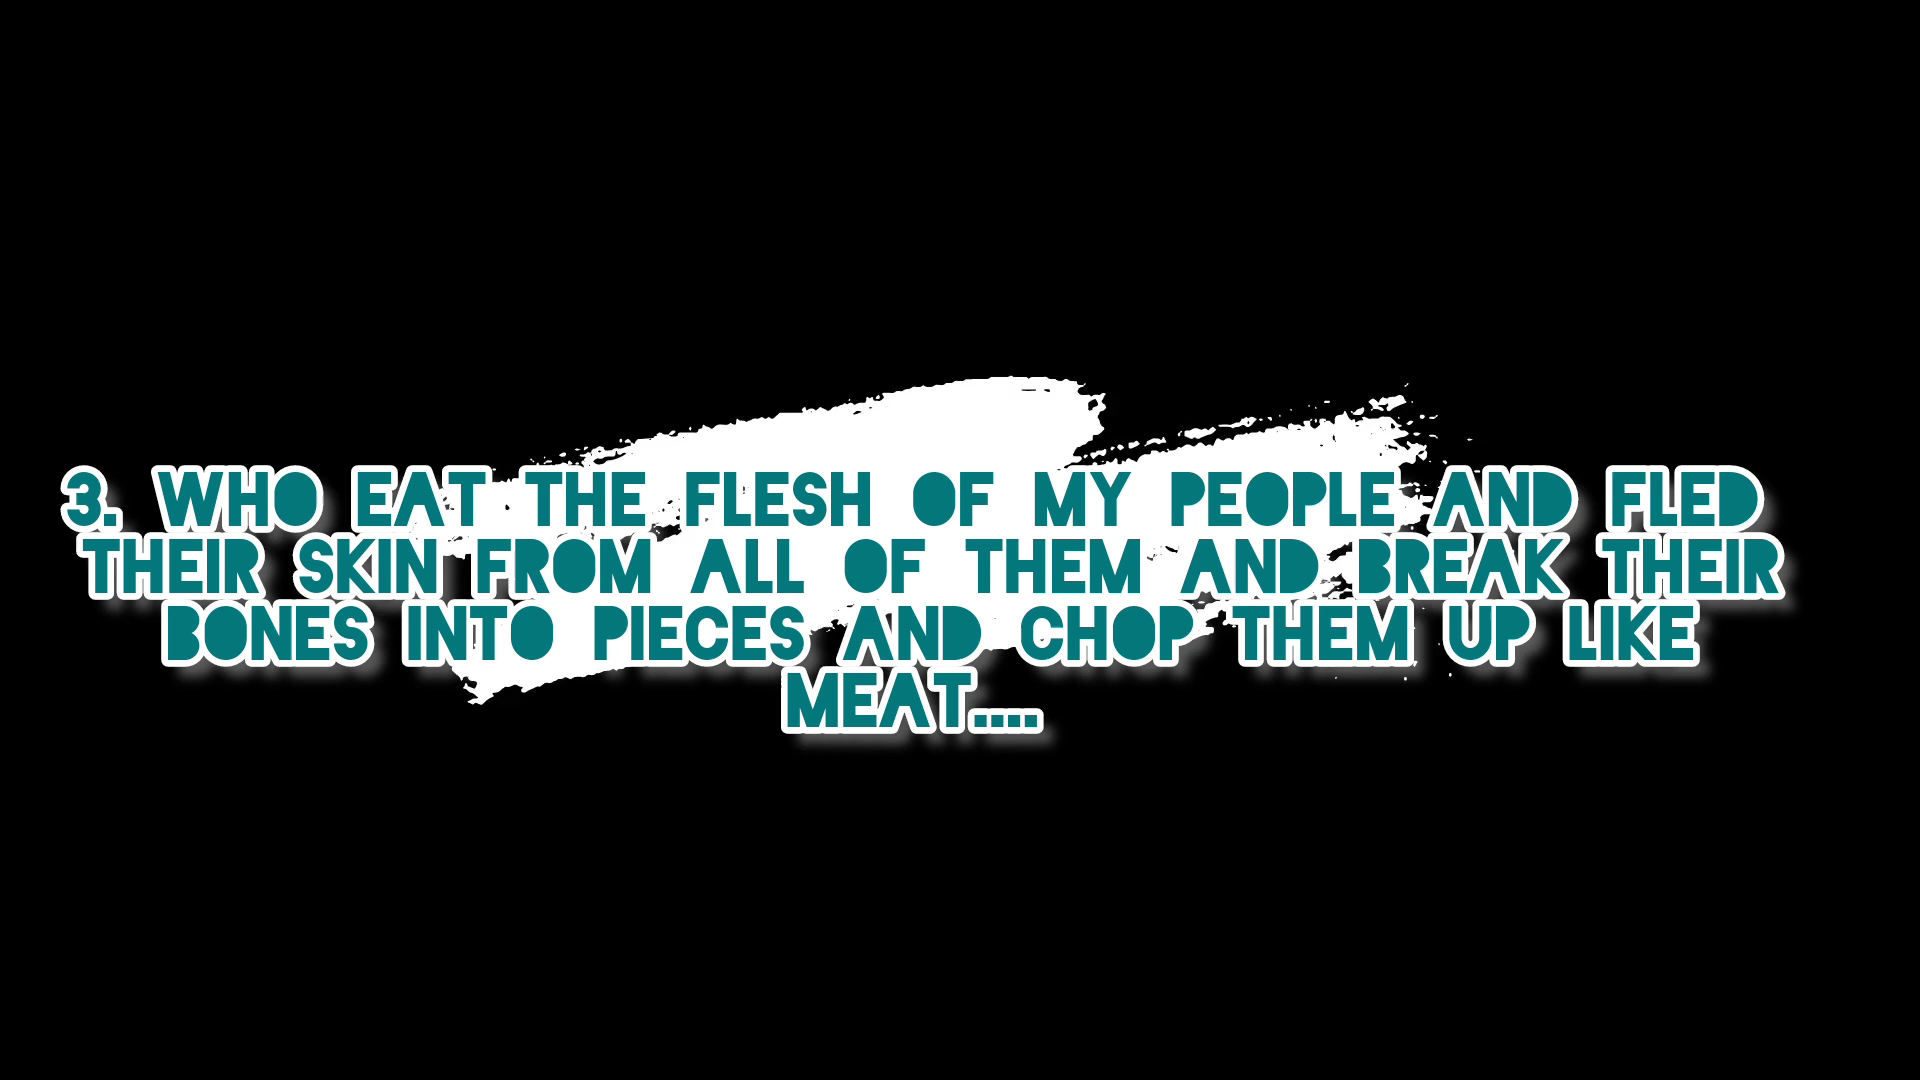 3. WHO EAT THE FLESH OF MY PEOPLE AND FLED
THEIR SKIN FROM ALL OF THEM AND BREAK THEIR
BONES INTO PIECES AND CHOP THEM UP LIKE
MEAT....